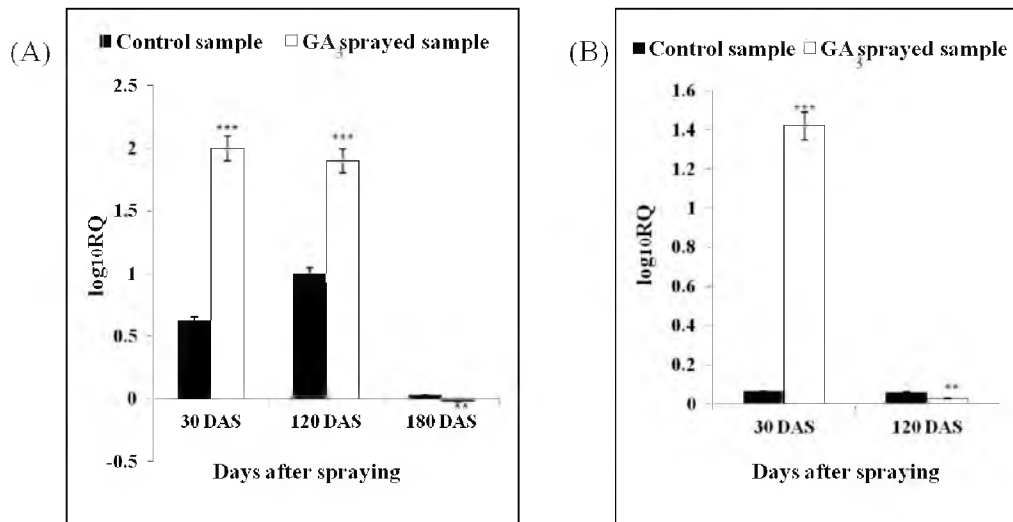 (A)
■ Control sample □ GA3 sprayed sample
2.5
2
1.5
1
0.5
0
-0.5
log10RQ
***
***
**
30 DAS 120 DAS 180 DAS
Days after spraying
(B)
■ Control sample □ GA3 sprayed sample
1.6
1.4
1.2
1
0.8
0.6
0.4
0.2
0
log10RQ
***
**
30 DAS 120 DAS
Days after spraying